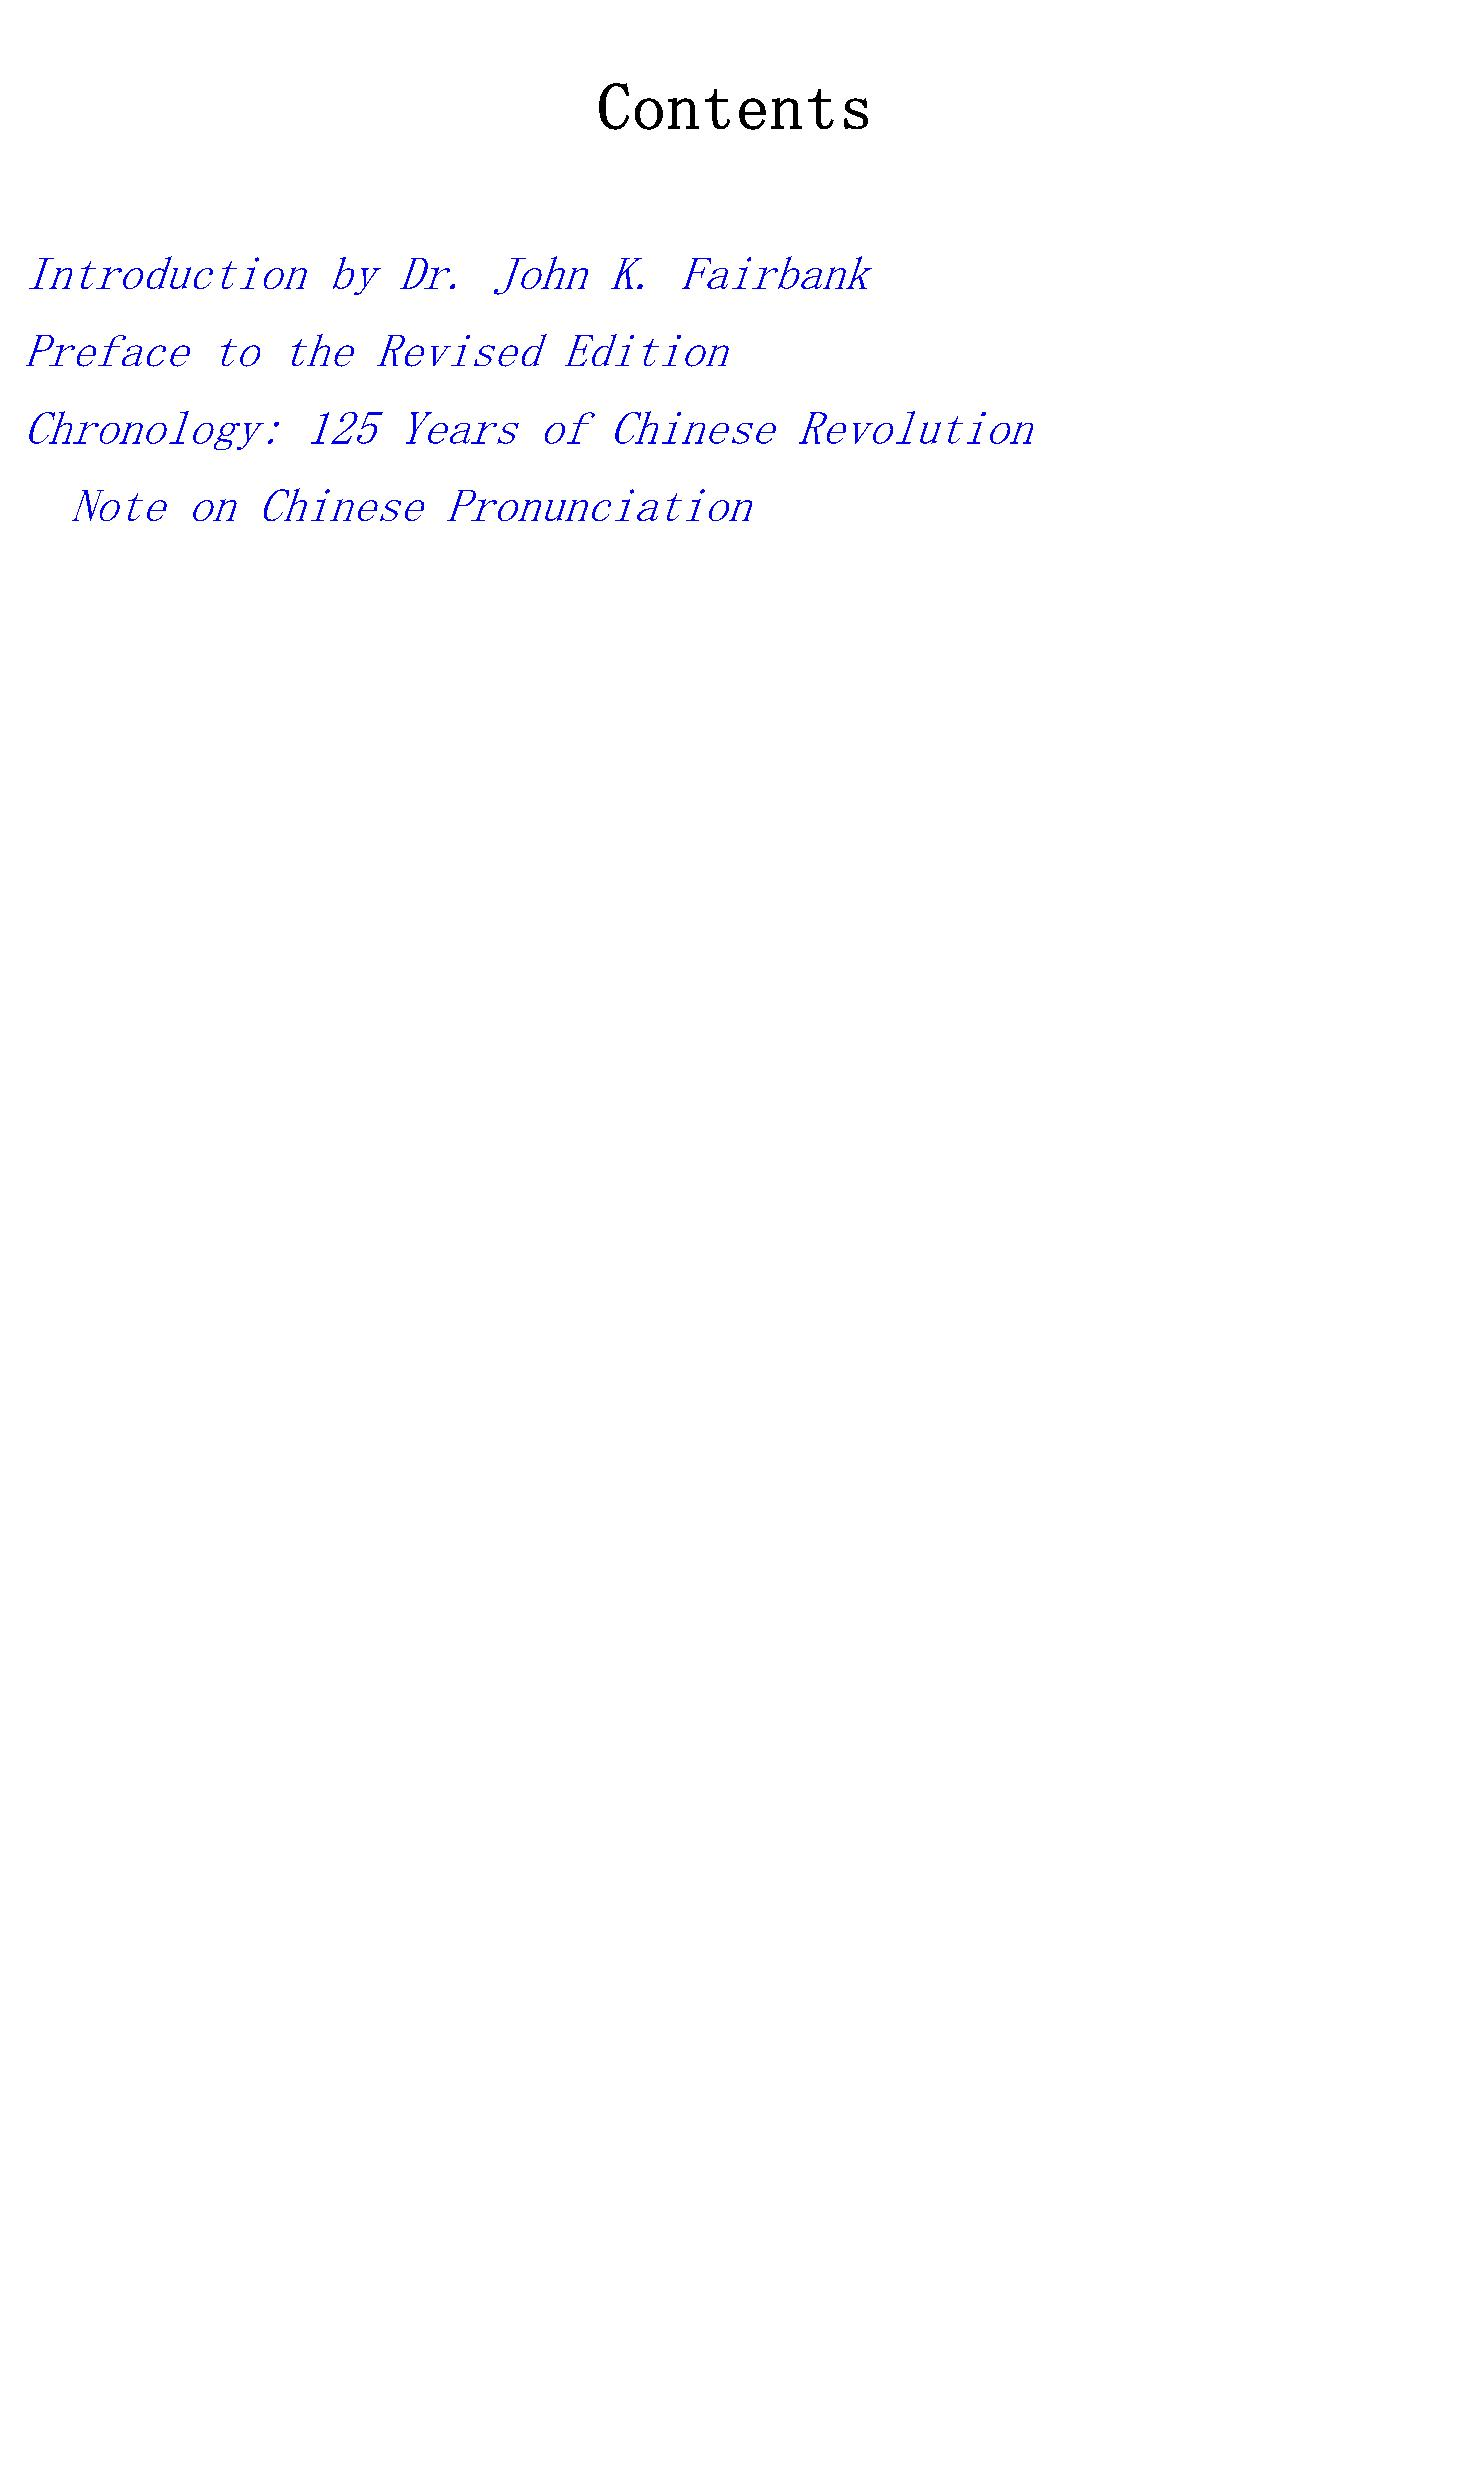 Contents
Introduction by Dr. John K. Fairbank
Preface to the Revised Edition
Chronology: 125 Years of Chinese Revolution
Note on Chinese Pronunciation